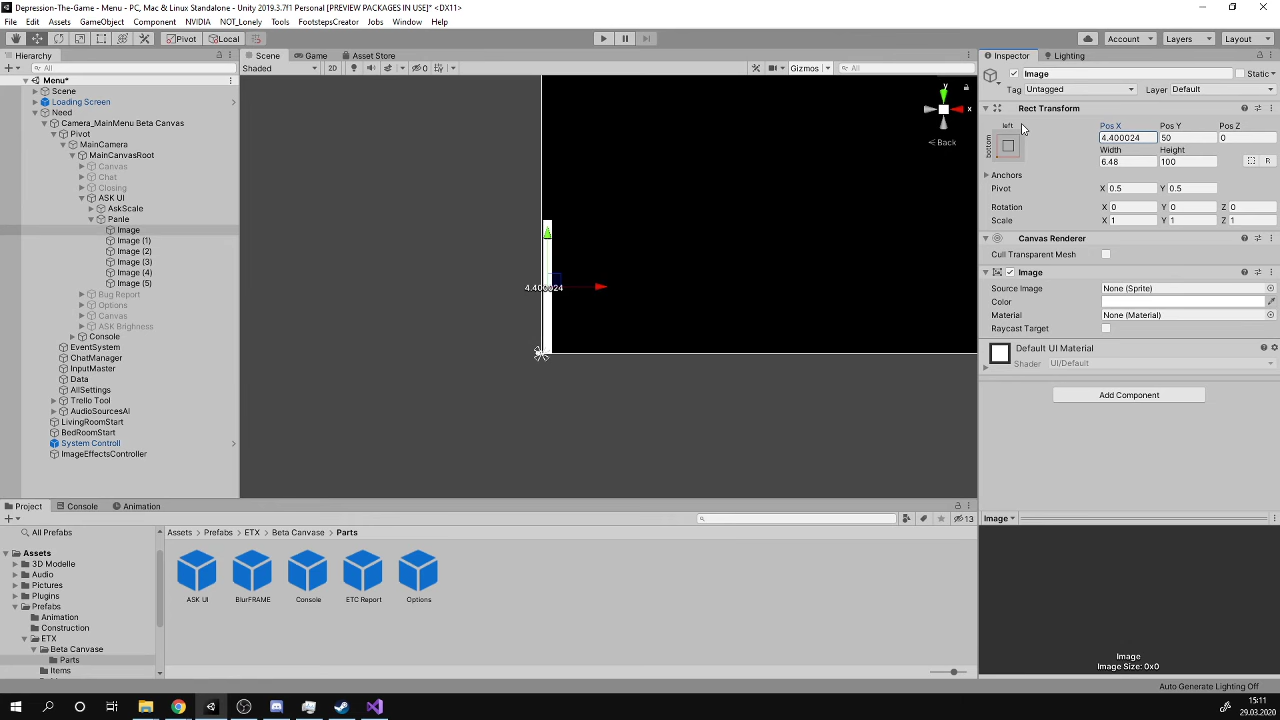 Depression-The-Game - Menu - PC, Mac & Linux Standalone - Unity 2019.3.7f1 Personal [PREVIEW PACKAGES IN USE]* <DX11>
File Edit Assets GameObject Component NVIDIA NOT_Lonely Tools FootstepsCreator Jobs Window Help
Pivot Local Account Layers Layout
Hierarchy Scene Game Asset Store Inspector Lighting
All Shaded 2D 0 Gizmos All
Image Static
Tag Untagged Layer Default
Menu*
Scene
Loading Screen
Need
Camera_MainMenu Beta Canvas
Pivot
MainCamera
MainCanvasRoot
Canvas
Chat
Closing
ASK UI
AskScale
Panle
Image
Image (1)
Image (2)
Image (3)
Image (4)
Image (5)
Bug Report
Options
Canvas
ASK Brighness
Console
EventSystem
ChatManager
InputMaster
Data
AllSettings
Trello Tool
AudioSourcesAl
LivingRoomStart
BedRoomStart
System Controll
ImageEffectsController
y
x
Back
4.400024
Rect Transform
left
bottom
Pos X Pos Y Pos Z
4.400024 50 0
Width Height
6.48 100 R
Anchors
Pivot X 0.5 Y 0.5
Rotation X 0 Y 0 Z 0
Scale X 1 Y 1 Z 1
Canvas Renderer
Cull Transparent Mesh
Image
Source Image None (Sprite)
Color
Material None (Material)
Raycast Target
Default UI Material
Shader UI/Default
Add Component
Project Console Animation
13
All Prefabs
Assets
3D Modelle
Audio
Pictures
Plugins
Prefabs
Animation
Construction
ETX
Beta Canvase
Parts
Items
Assets Prefabs ETX Beta Canvase Parts
ASK UI BlurFRAME Console ETC Report Options
Image
Image
Image Size: 0x0
Auto Generate Lighting Off
15:11
29.03.2020